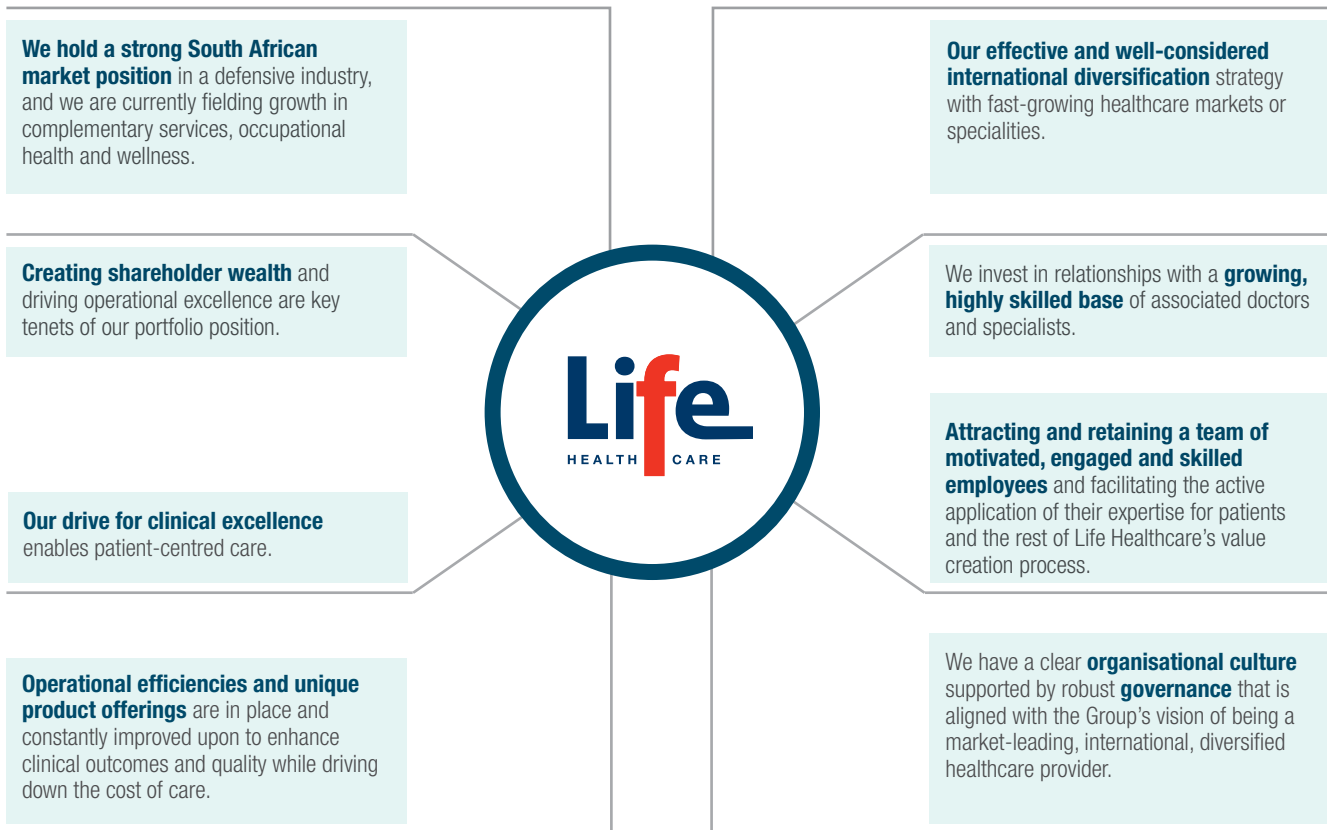 We hold a strong South African
market position in a defensive industry,
and we are currently fielding growth in
complementary services, occupational
health and wellness.
Creating shareholder wealth and
driving operational excellence are key
tenets of our portfolio position.
Our drive for clinical excellence
enables patient-centred care.
Operational efficiencies and unique
product offerings are in place and
constantly improved upon to enhance
clinical outcomes and quality while driving
down the cost of care.
Life
HEALTH CARE
Our effective and well-considered
international diversification strategy
with fast-growing healthcare markets or
specialities.
We invest in relationships with a growing,
highly skilled base of associated doctors
and specialists.
Attracting and retaining a team of
motivated, engaged and skilled
employees and facilitating the active
application of their expertise for patients
and the rest of Life Healthcare’s value
creation process.
We have a clear organisational culture
supported by robust governance that is
aligned with the Group’s vision of being a
market-leading, international, diversified
healthcare provider.